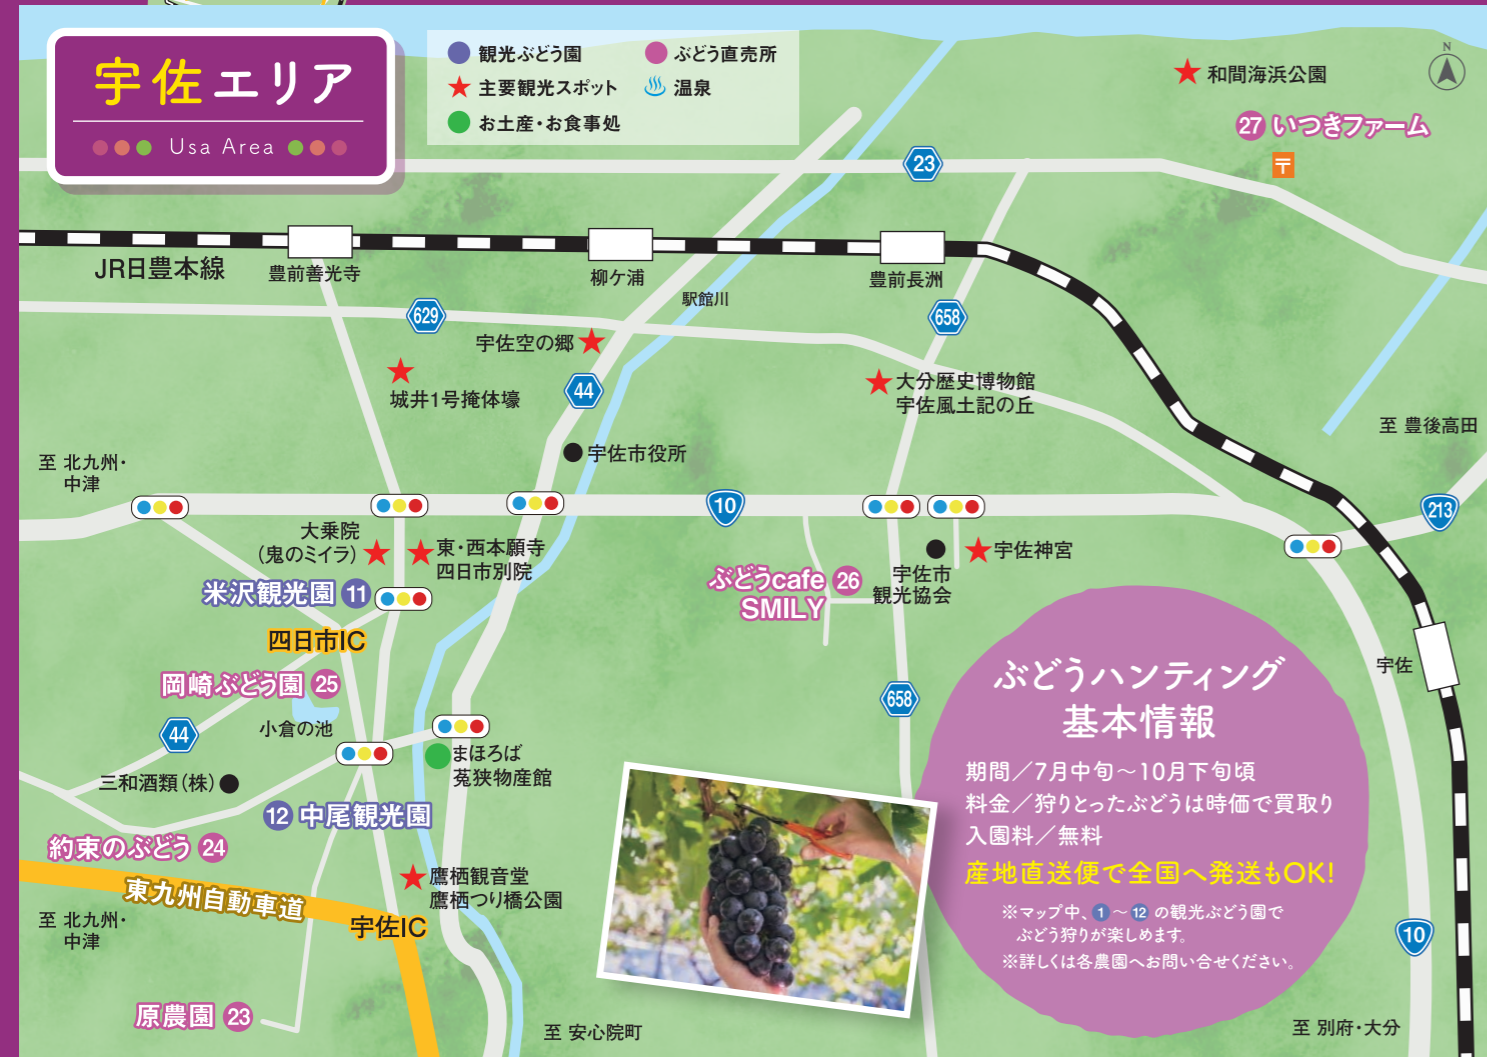 宇佐エリア
Usa Area
観光ぶどう園
ぶどう直売所
主要観光スポット
温泉
お土産・お食事処
N
和間海浜公園
27 いつきファーム
〒
23
JR日豊本線
豊前善光寺
柳ケ浦
豊前長洲
駅館川
629
658
宇佐空の郷
城井1号掩体壕
44
大分歴史博物館
宇佐風土記の丘
至 豊後高田
宇佐市役所
至 北九州・
中津
10
213
大乗院
(鬼のミイラ)
東・西本願寺
四日市別院
宇佐神宮
宇佐市
観光協会
米沢観光園 11
ぶどうcafe 26
SMILY
四日市IC
岡崎ぶどう園 25
小倉の池
44
658
宇佐
まほろば
菟狭物産館
三和酒類(株)
12 中尾観光園
約束のぶどう 24
東九州自動車道
鷹栖観音堂
鷹栖つり橋公園
至 北九州・
中津
宇佐IC
原農園 23
至 安心院町
ぶどうハンティング
基本情報
期間/7月中旬~10月下旬頃
料金/狩りとったぶどうは時価で買取り
入園料/無料
産地直送便で全国へ発送もOK!
※マップ中、1~12の観光ぶどう園で
ぶどう狩りが楽しめます。
※詳しくは各農園へお問い合せください。
10
至 別府・大分